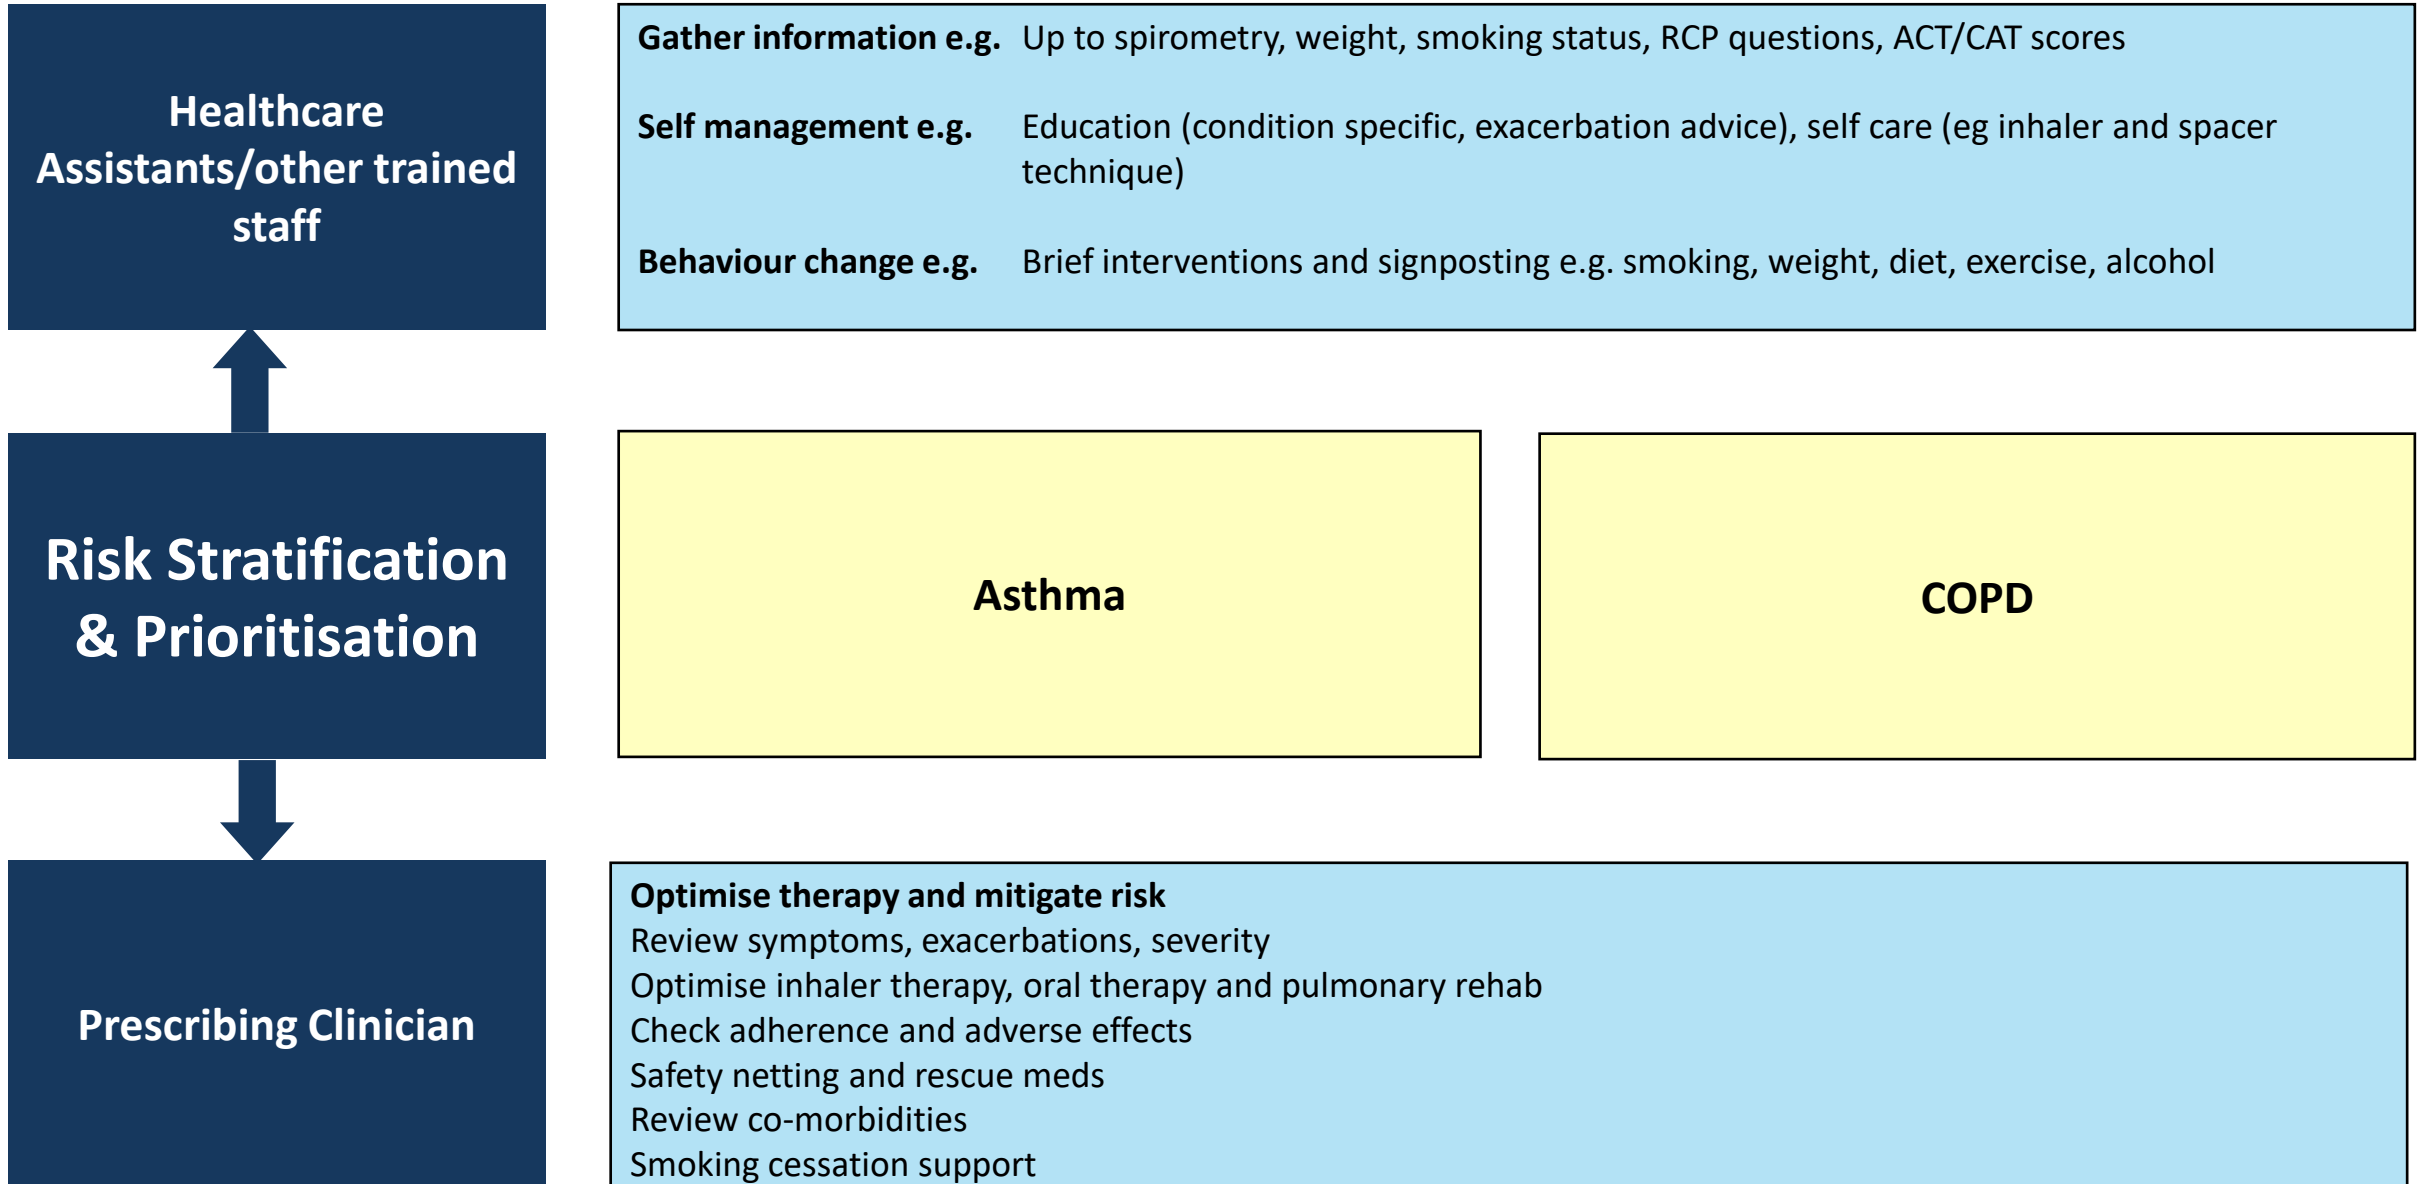 Healthcare
Assistants/other trained
staff
Gather information e.g. Up to spirometry, weight, smoking status, RCP questions, ACT/CAT scores
Self management e.g. Education (condition specific, exacerbation advice), self care (eg inhaler and spacer
technique)
Behaviour change e.g. Brief interventions and signposting e.g. smoking, weight, diet, exercise, alcohol
Risk Stratification
& Prioritisation
Asthma
COPD
Prescribing Clinician
Optimise therapy and mitigate risk
Review symptoms, exacerbations, severity
Optimise inhaler therapy, oral therapy and pulmonary rehab
Check adherence and adverse effects
Safety netting and rescue meds
Review co-morbidities
Smoking cessation support